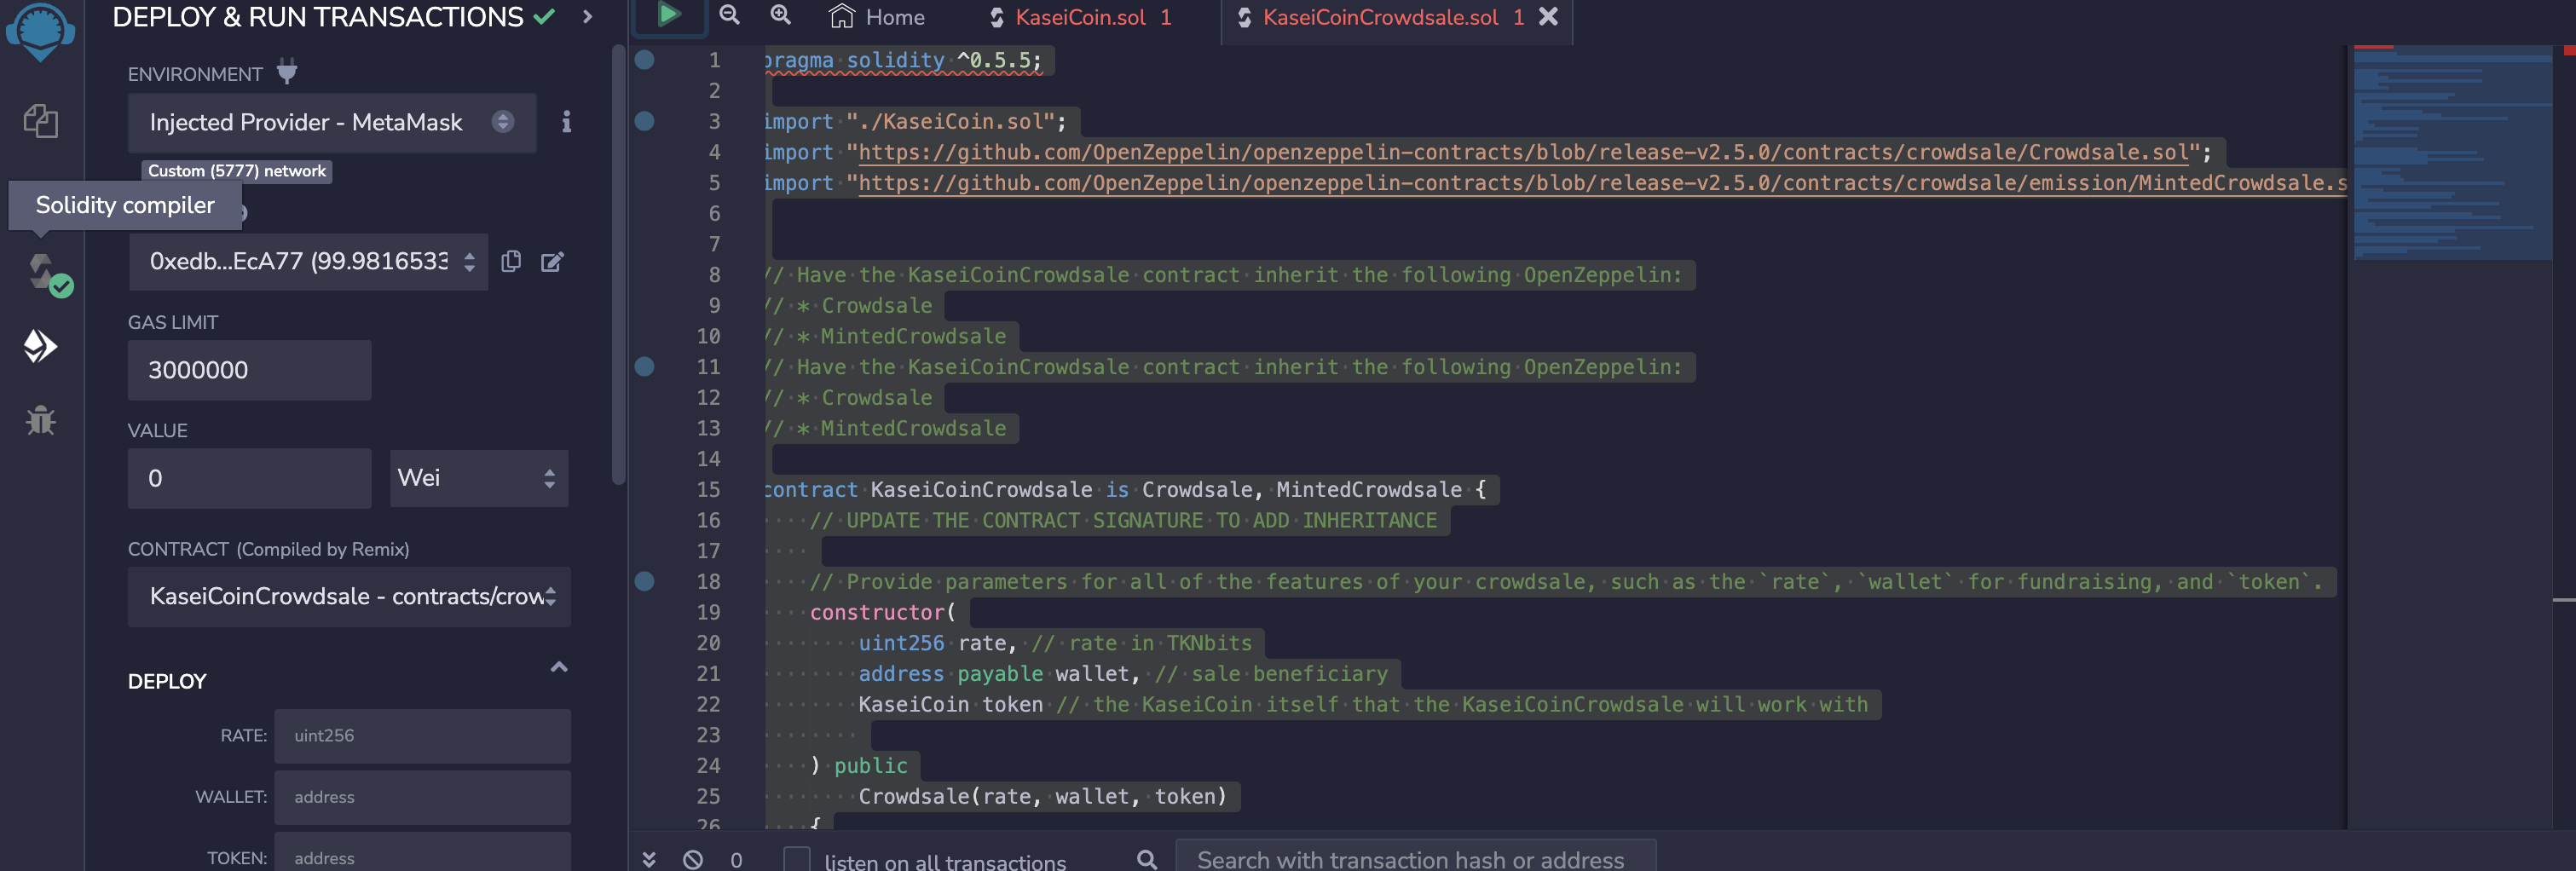 DEPLOY & RUN TRANSACTIONS
ENVIRONMENT
Injected Provider - MetaMask
Custom (5777) network
Solidity compiler
0xedb...EcA77 (99.9816533
GAS LIMIT
3000000
VALUE
0
Wei
CONTRACT (Compiled by Remix)
KaseiCoinCrowdsale - contracts/crow
DEPLOY
RATE: uint256
WALLET: address
TOKEN: address
Home
KaseiCoin.sol 1
KaseiCoinCrowdsale.sol 1
1 pragma solidity ^0.5.5;
2
3 import "./KaseiCoin.sol";
4 import "https://github.com/OpenZeppelin/openzeppelin-contracts/blob/release-v2.5.0/contracts/crowdsale/Crowdsale.sol";
5 import "https://github.com/OpenZeppelin/openzeppelin-contracts/blob/release-v2.5.0/contracts/crowdsale/emission/MintedCrowdsale.s
6
7
8 // Have the KaseiCoinCrowdsale contract inherit the following OpenZeppelin:
9 // * Crowdsale
10 // * MintedCrowdsale
11 // Have the KaseiCoinCrowdsale contract inherit the following OpenZeppelin:
12 // * Crowdsale
13 // * MintedCrowdsale
14
15 contract KaseiCoinCrowdsale is Crowdsale, MintedCrowdsale {
16 // UPDATE THE CONTRACT SIGNATURE TO ADD INHERITANCE
17
18 // Provide parameters for all of the features of your crowdsale, such as the `rate`, `wallet` for fundraising, and `token`.
19 constructor(
20 uint256 rate, // rate in TKNbits
21 address payable wallet, // sale beneficiary
22 KaseiCoin token // the KaseiCoin itself that the KaseiCoinCrowdsale will work with
23
24 ) public
25 Crowdsale(rate, wallet, token)
26 {
0
listen on all transactions
Search with transaction hash or address